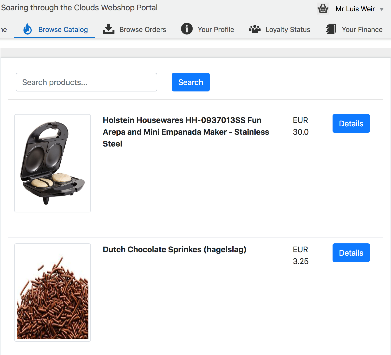 Soaring through the Clouds Webshop Portal
Mr Luis Weir
me Browse Catalog Browse Orders Your Profile Loyalty Status Your Finance
Search products...
Search
Holstein Housewares HH-0937013SS Fun
Arepa and Mini Empanada Maker - Stainless
Steel
EUR
30.0
Details
Dutch Chocolate Sprinkes (hagelslag)
EUR
3.25
Details